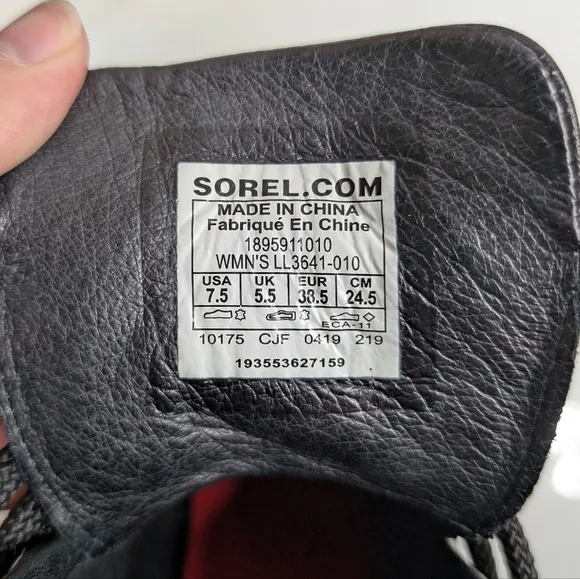 SOREL.COM
MADE IN CHINA
Fabriqué En Chine
1895911010
WMN'S LL3641-010
USA UK EUR CM
7.5 5.5 38.5 24.5
ECA-11
10175 CJF 0419 219
193553627159